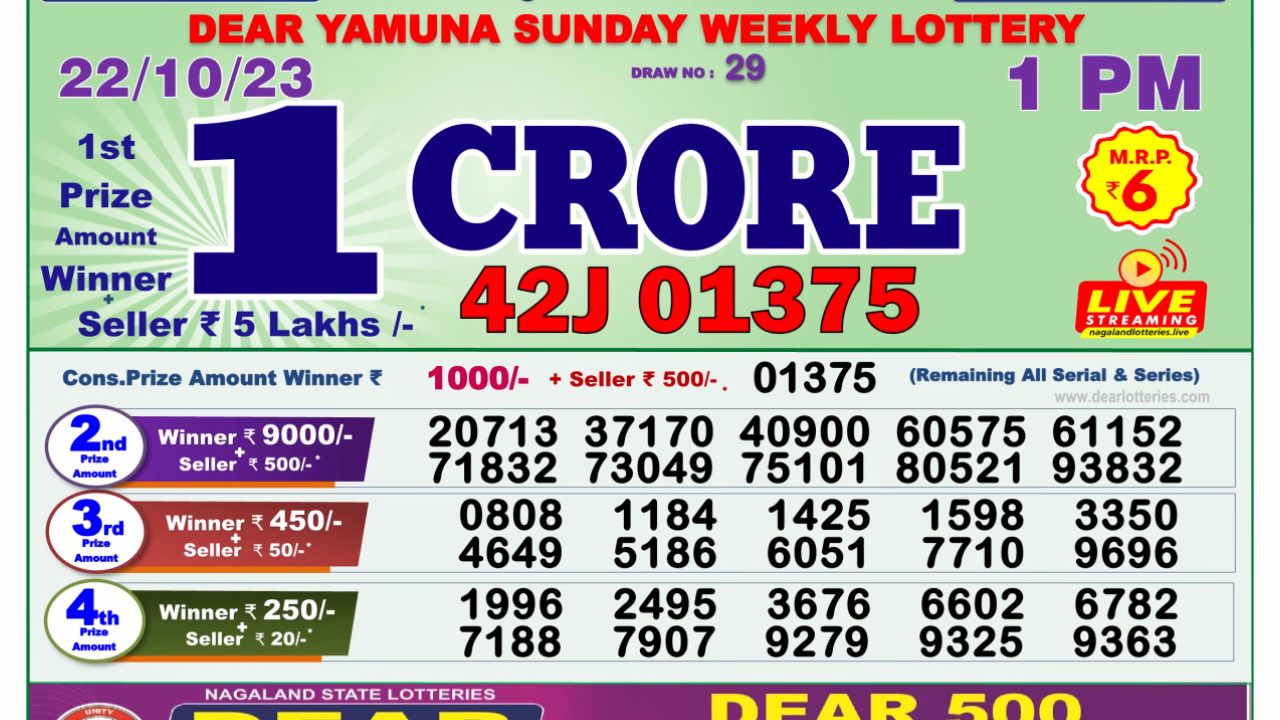 DEAR YAMUNA SUNDAY WEEKLY LOTTERY
22/10/23
DRAW NO : 29
1 PM
1st
Prize
Amount
Winner
+
Seller ₹ 5 Lakhs /- *
1 CRORE
42J 01375
M.R.P.
₹6
LIVE
STREAMING
nagalandlotteries.live
Cons.Prize Amount Winner ₹ 1000/- + Seller ₹ 500/- . 01375 (Remaining All Serial & Series)
www.dearlotteries.com
2nd
Prize
Amount
Winner ₹ 9000/-
+
Seller ₹ 500/- *
20713 37170 40900 60575 61152
71832 73049 75101 80521 93832
3rd
Prize
Amount
Winner ₹ 450/-
+
Seller ₹ 50/- *
0808 1184 1425 1598 3350
4649 5186 6051 7710 9696
4th
Prize
Amount
Winner ₹ 250/-
+
Seller ₹ 20/- *
1996 2495 3676 6602 6782
7188 7907 9279 9325 9363
NAGALAND STATE LOTTERIES
UNITY
DEAR
DEAR 500